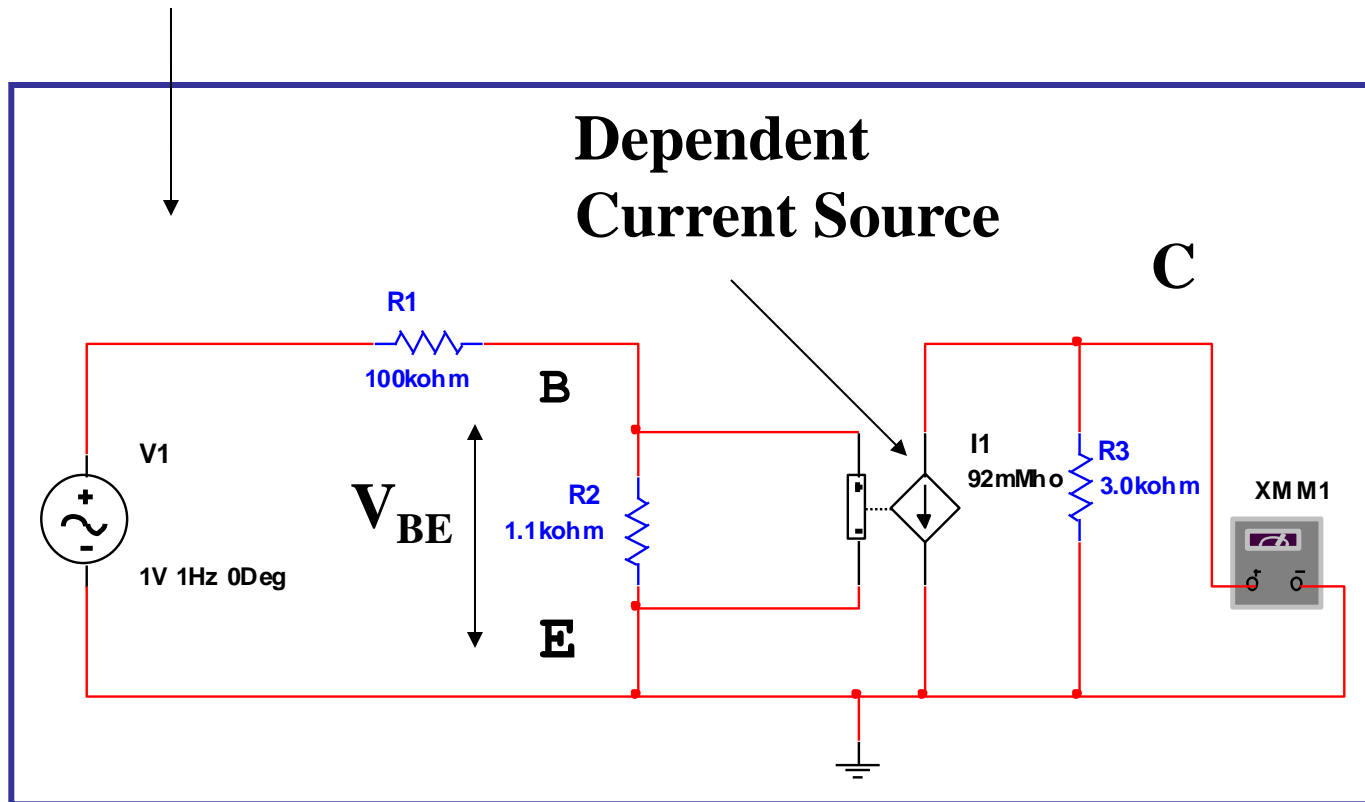 Dependent
Current Source
C
R1
100kohm
B
V1
I1
92mMho
R3
3.0kohm
XMM1
R2
1.1kohm
VBE
1V 1Hz 0Deg
E